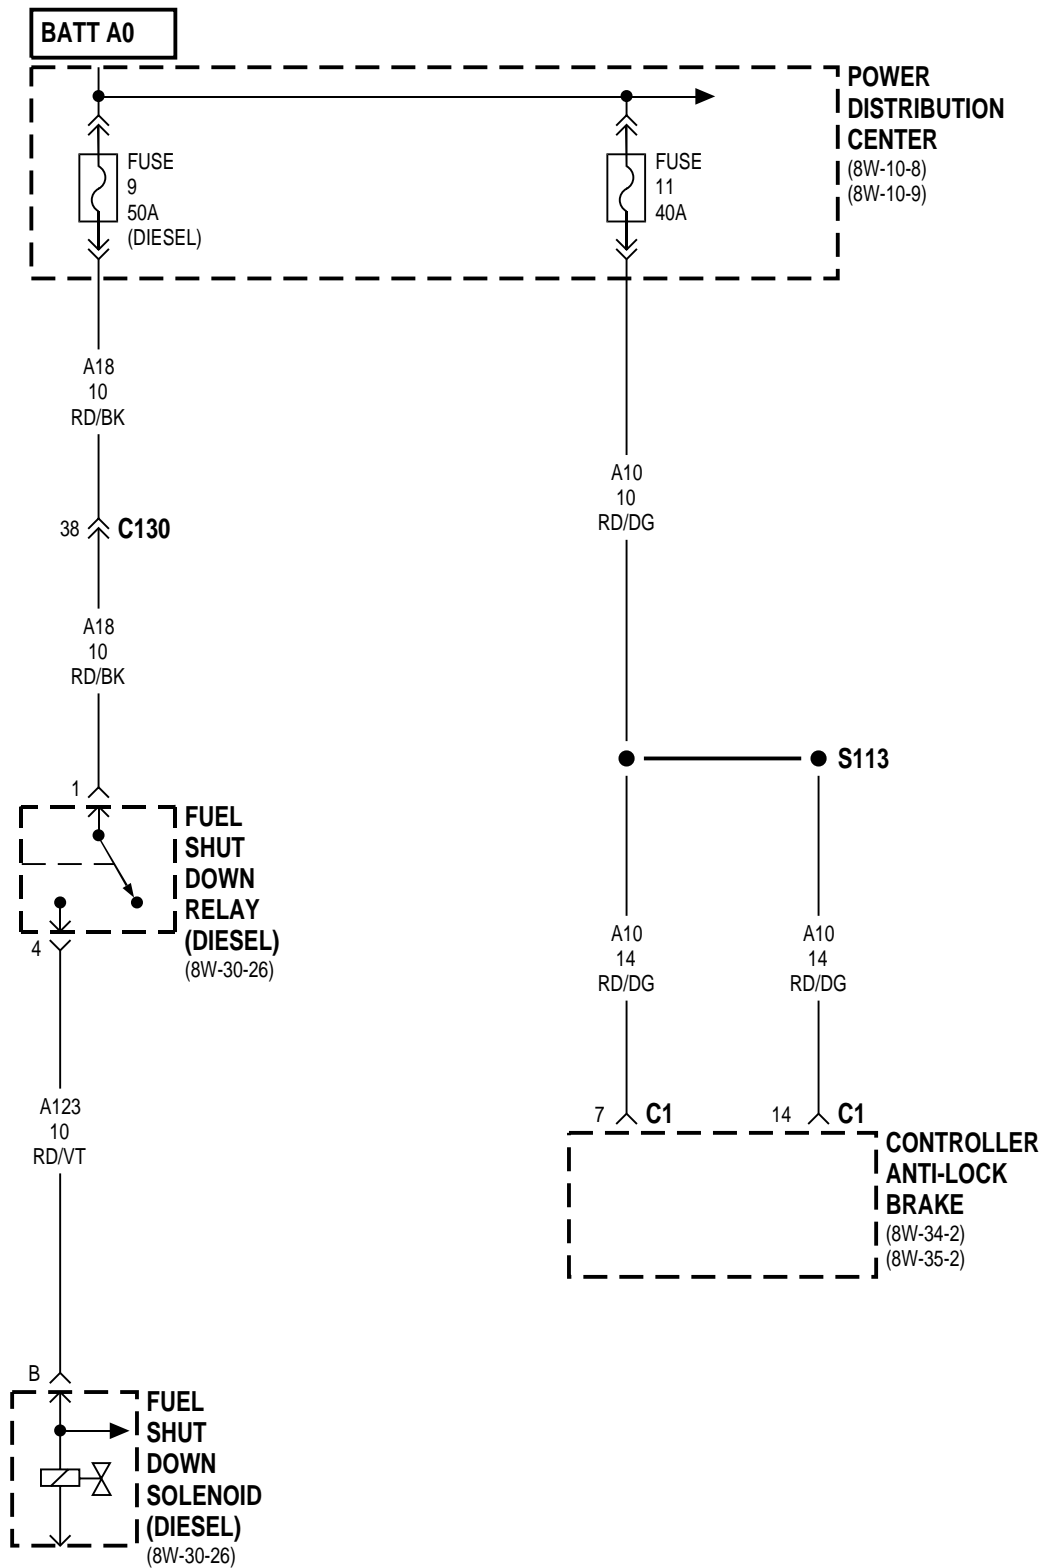 BATT A0
POWER
DISTRIBUTION
CENTER
(8W-10-8)
(8W-10-9)
FUSE
9
50A
(DIESEL)
FUSE
11
40A
A18
10
RD/BK
A10
10
RD/DG
38
C130
A18
10
RD/BK
S113
1
FUEL
SHUT
DOWN
RELAY
(DIESEL)
(8W-30-26)
4
A10
14
RD/DG
A10
14
RD/DG
A123
10
RD/VT
7
C1
14
C1
CONTROLLER
ANTI-LOCK
BRAKE
(8W-34-2)
(8W-35-2)
B
FUEL
SHUT
DOWN
SOLENOID
(DIESEL)
(8W-30-26)